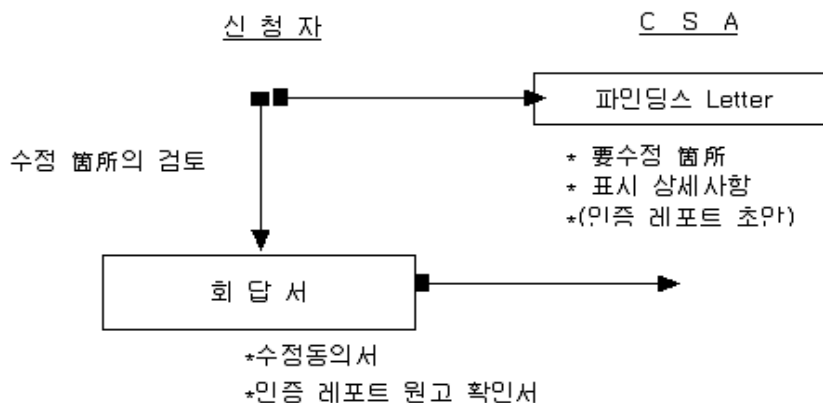 신 청 자
C S A
파인딩스 Letter
수정 箇所의 검토
* 要수정 箇所
* 표시 상세사항
*(인증 레포트 초안)
회 답 서
*수정동의서
*인증 레포트 원고 확인서